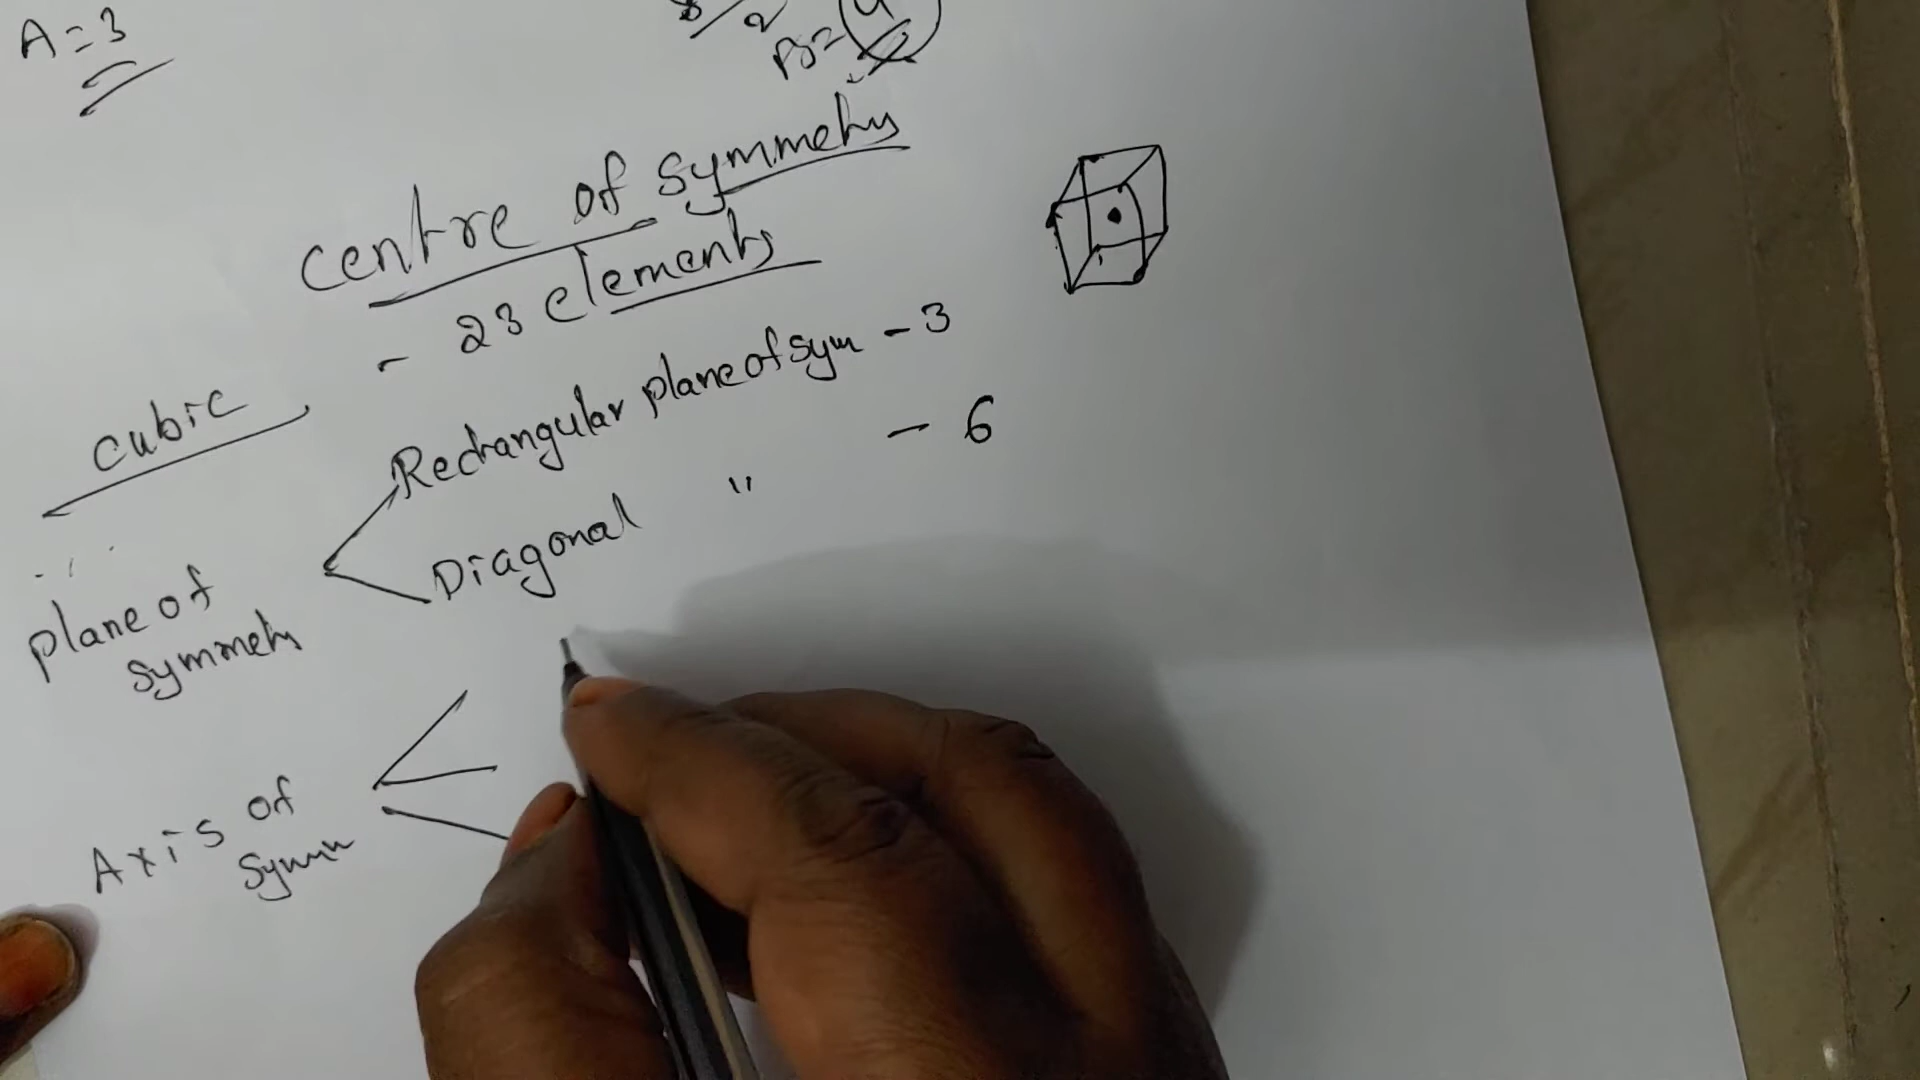 A=3
centre of symmetry
- 23 elements
cubic
Rectangular plane of sym - 3
Diagonal " - 6
plane of
symmetry
Axis of
Symm